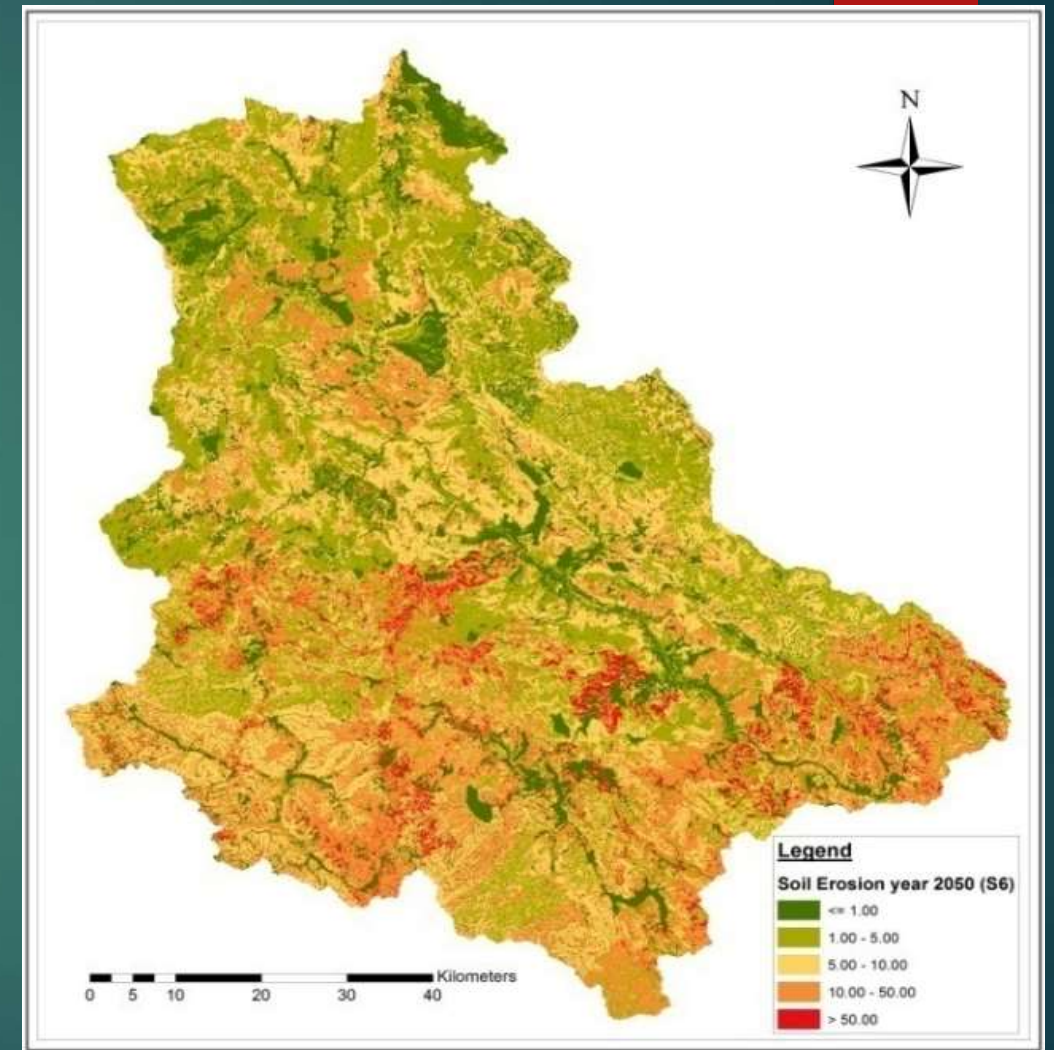 N
Legend
Soil Erosion year 2050 (S6)
<= 1.00
1.00 - 5.00
5.00 - 10.00
10.00 - 50.00
> 50.00
Kilometers
0 5 10 20 30 40